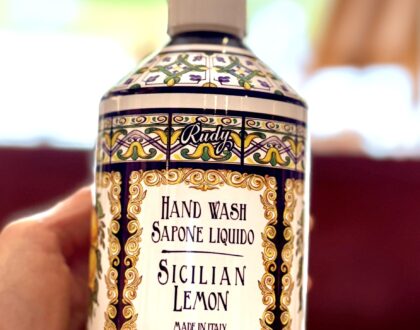 Rudy
HAND WASH
SAPONE LIQUIDO
SICILIAN
LEMON
MADE IN ITALY